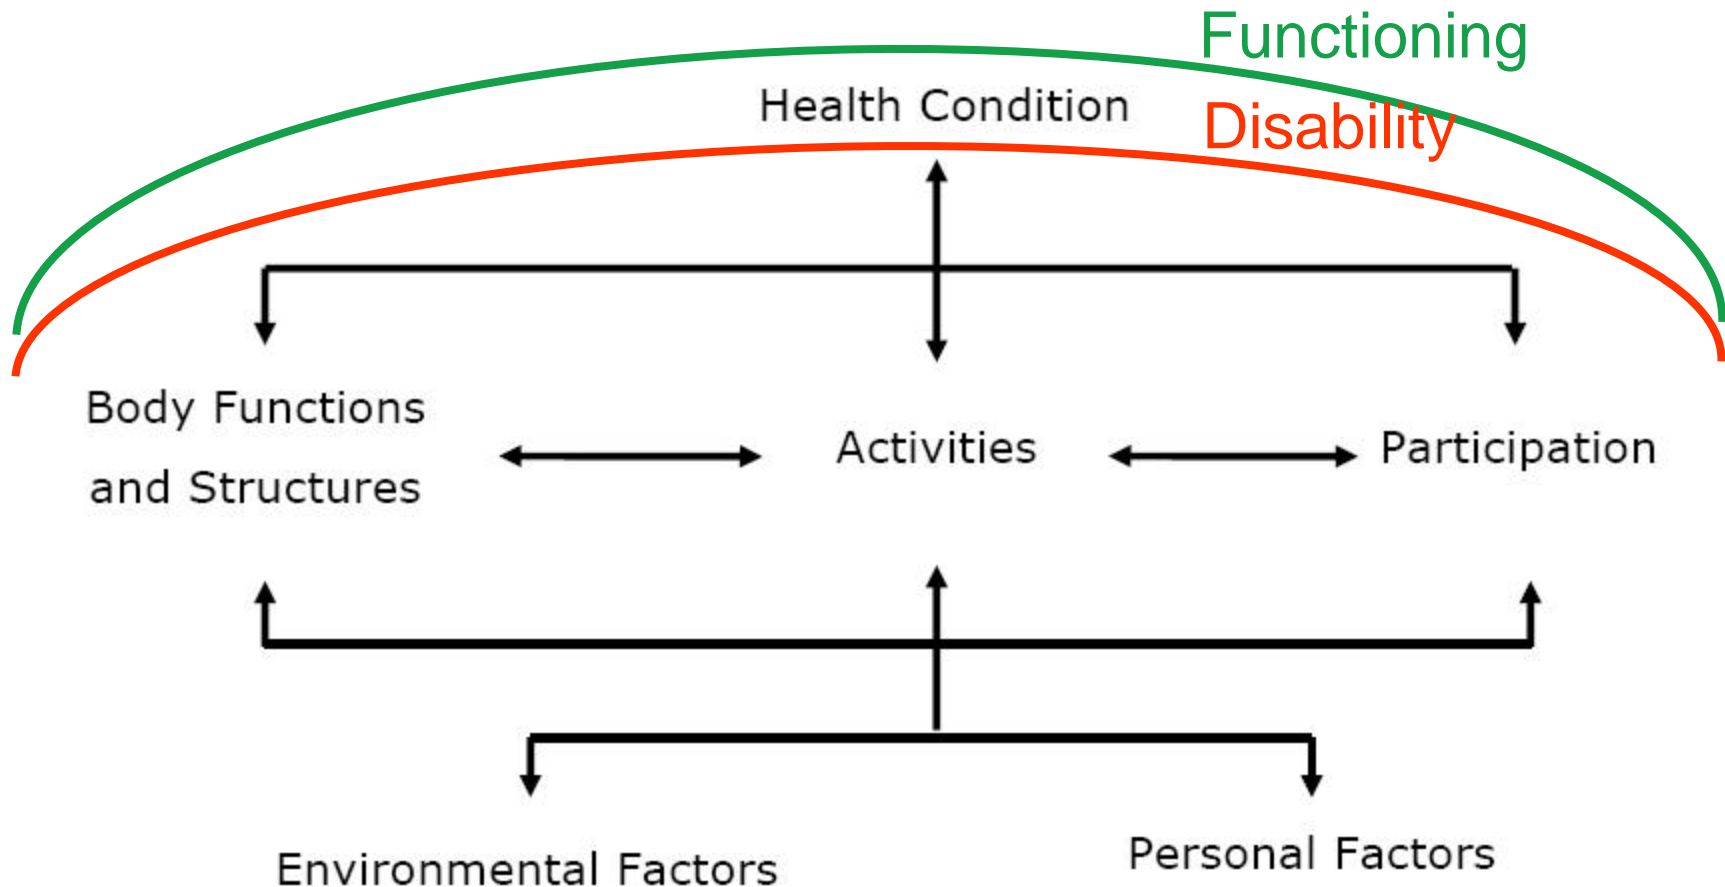 Functioning
Health Condition
Disability
Body Functions
and Structures
Activities
Participation
Environmental Factors
Personal Factors